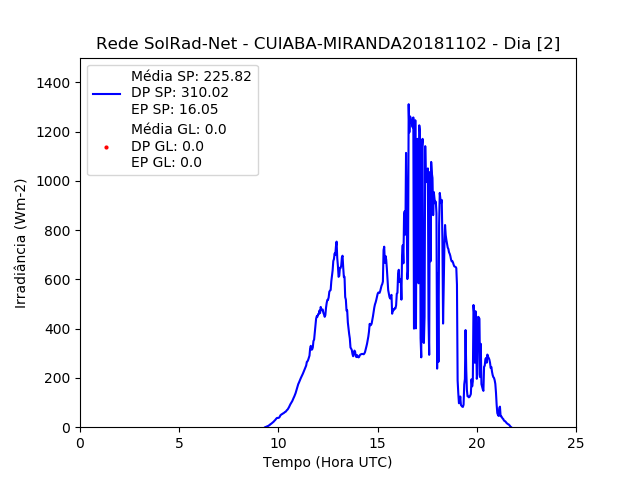 Rede SolRad-Net - CUIABA-MIRANDA20181102 - Dia [2]
Média SP: 225.82
DP SP: 310.02
EP SP: 16.05
Média GL: 0.0
DP GL: 0.0
EP GL: 0.0
1400
1200
1000
800
600
400
200
0
Irradiância (Wm-2)
0 5 10 15 20 25
Tempo (Hora UTC)